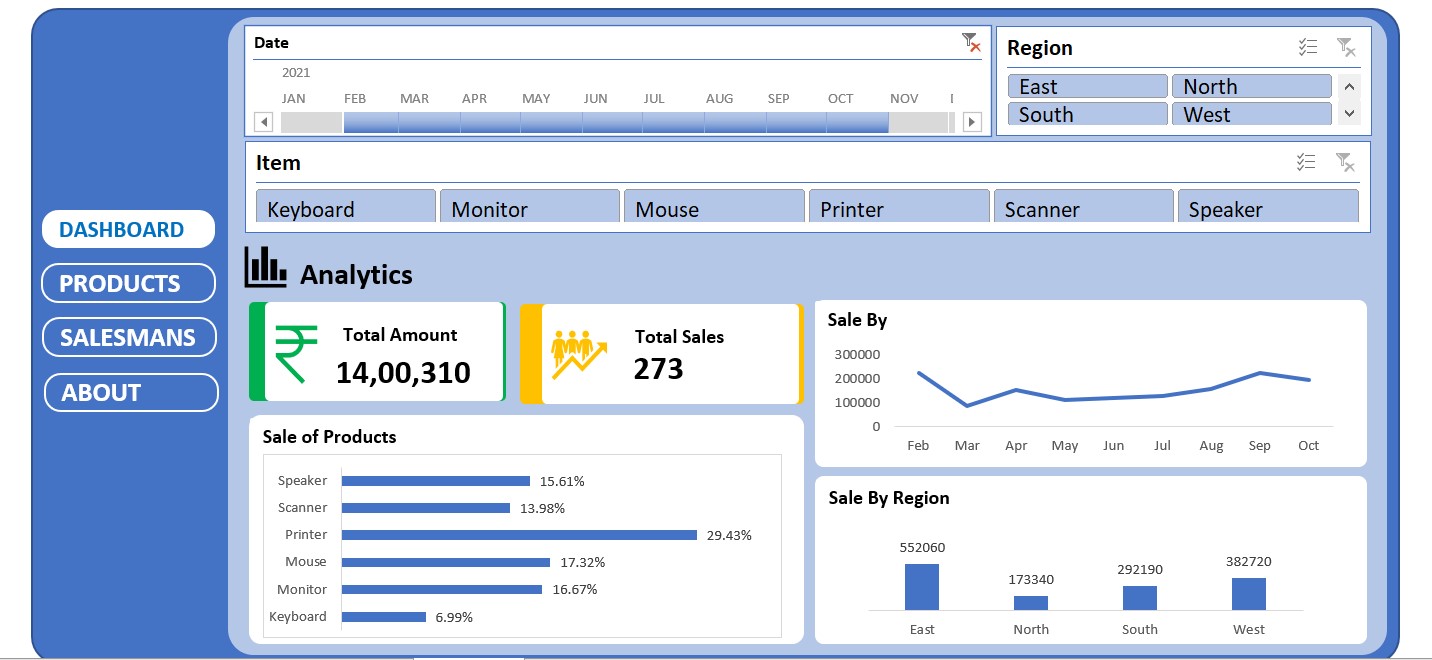 Date
2021
JAN FEB MAR APR MAY JUN JUL AUG SEP OCT NOV
Region
East North
South West
Item
Keyboard Monitor Mouse Printer Scanner Speaker
DASHBOARD
PRODUCTS
SALESMANS
ABOUT
Analytics
Total Amount
14,00,310
Total Sales
273
Sale By
300000
200000
100000
0
Feb Mar Apr May Jun Jul Aug Sep Oct
Sale of Products
Speaker 15.61%
Scanner 13.98%
Printer 29.43%
Mouse 17.32%
Monitor 16.67%
Keyboard 6.99%
Sale By Region
552060 173340 292190 382720
East North South West